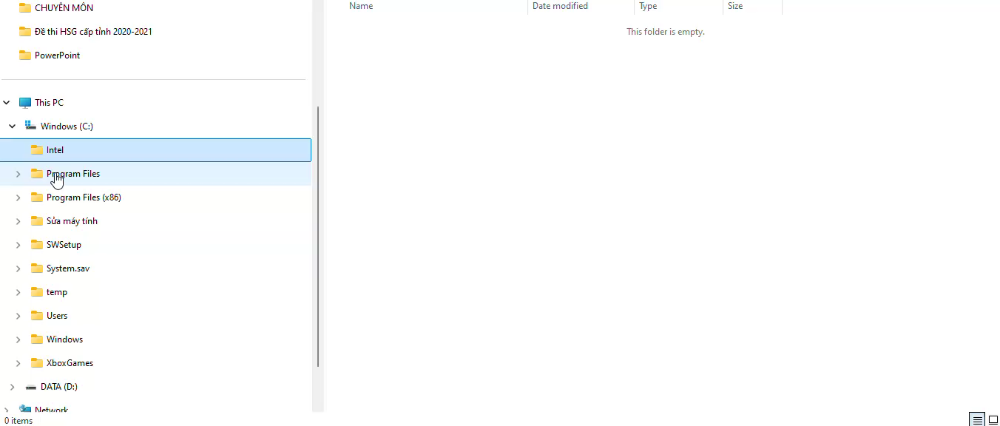 CHUYÊN MÔN
Đề thi HSG cấp tỉnh 2020-2021
PowerPoint
This PC
Windows (C:)
Intel
Program Files
Program Files (x86)
Sửa máy tính
SWSetup
System.sav
temp
Users
Windows
XboxGames
DATA (D:)
Network
0 items
Name Date modified Type Size
This folder is empty.